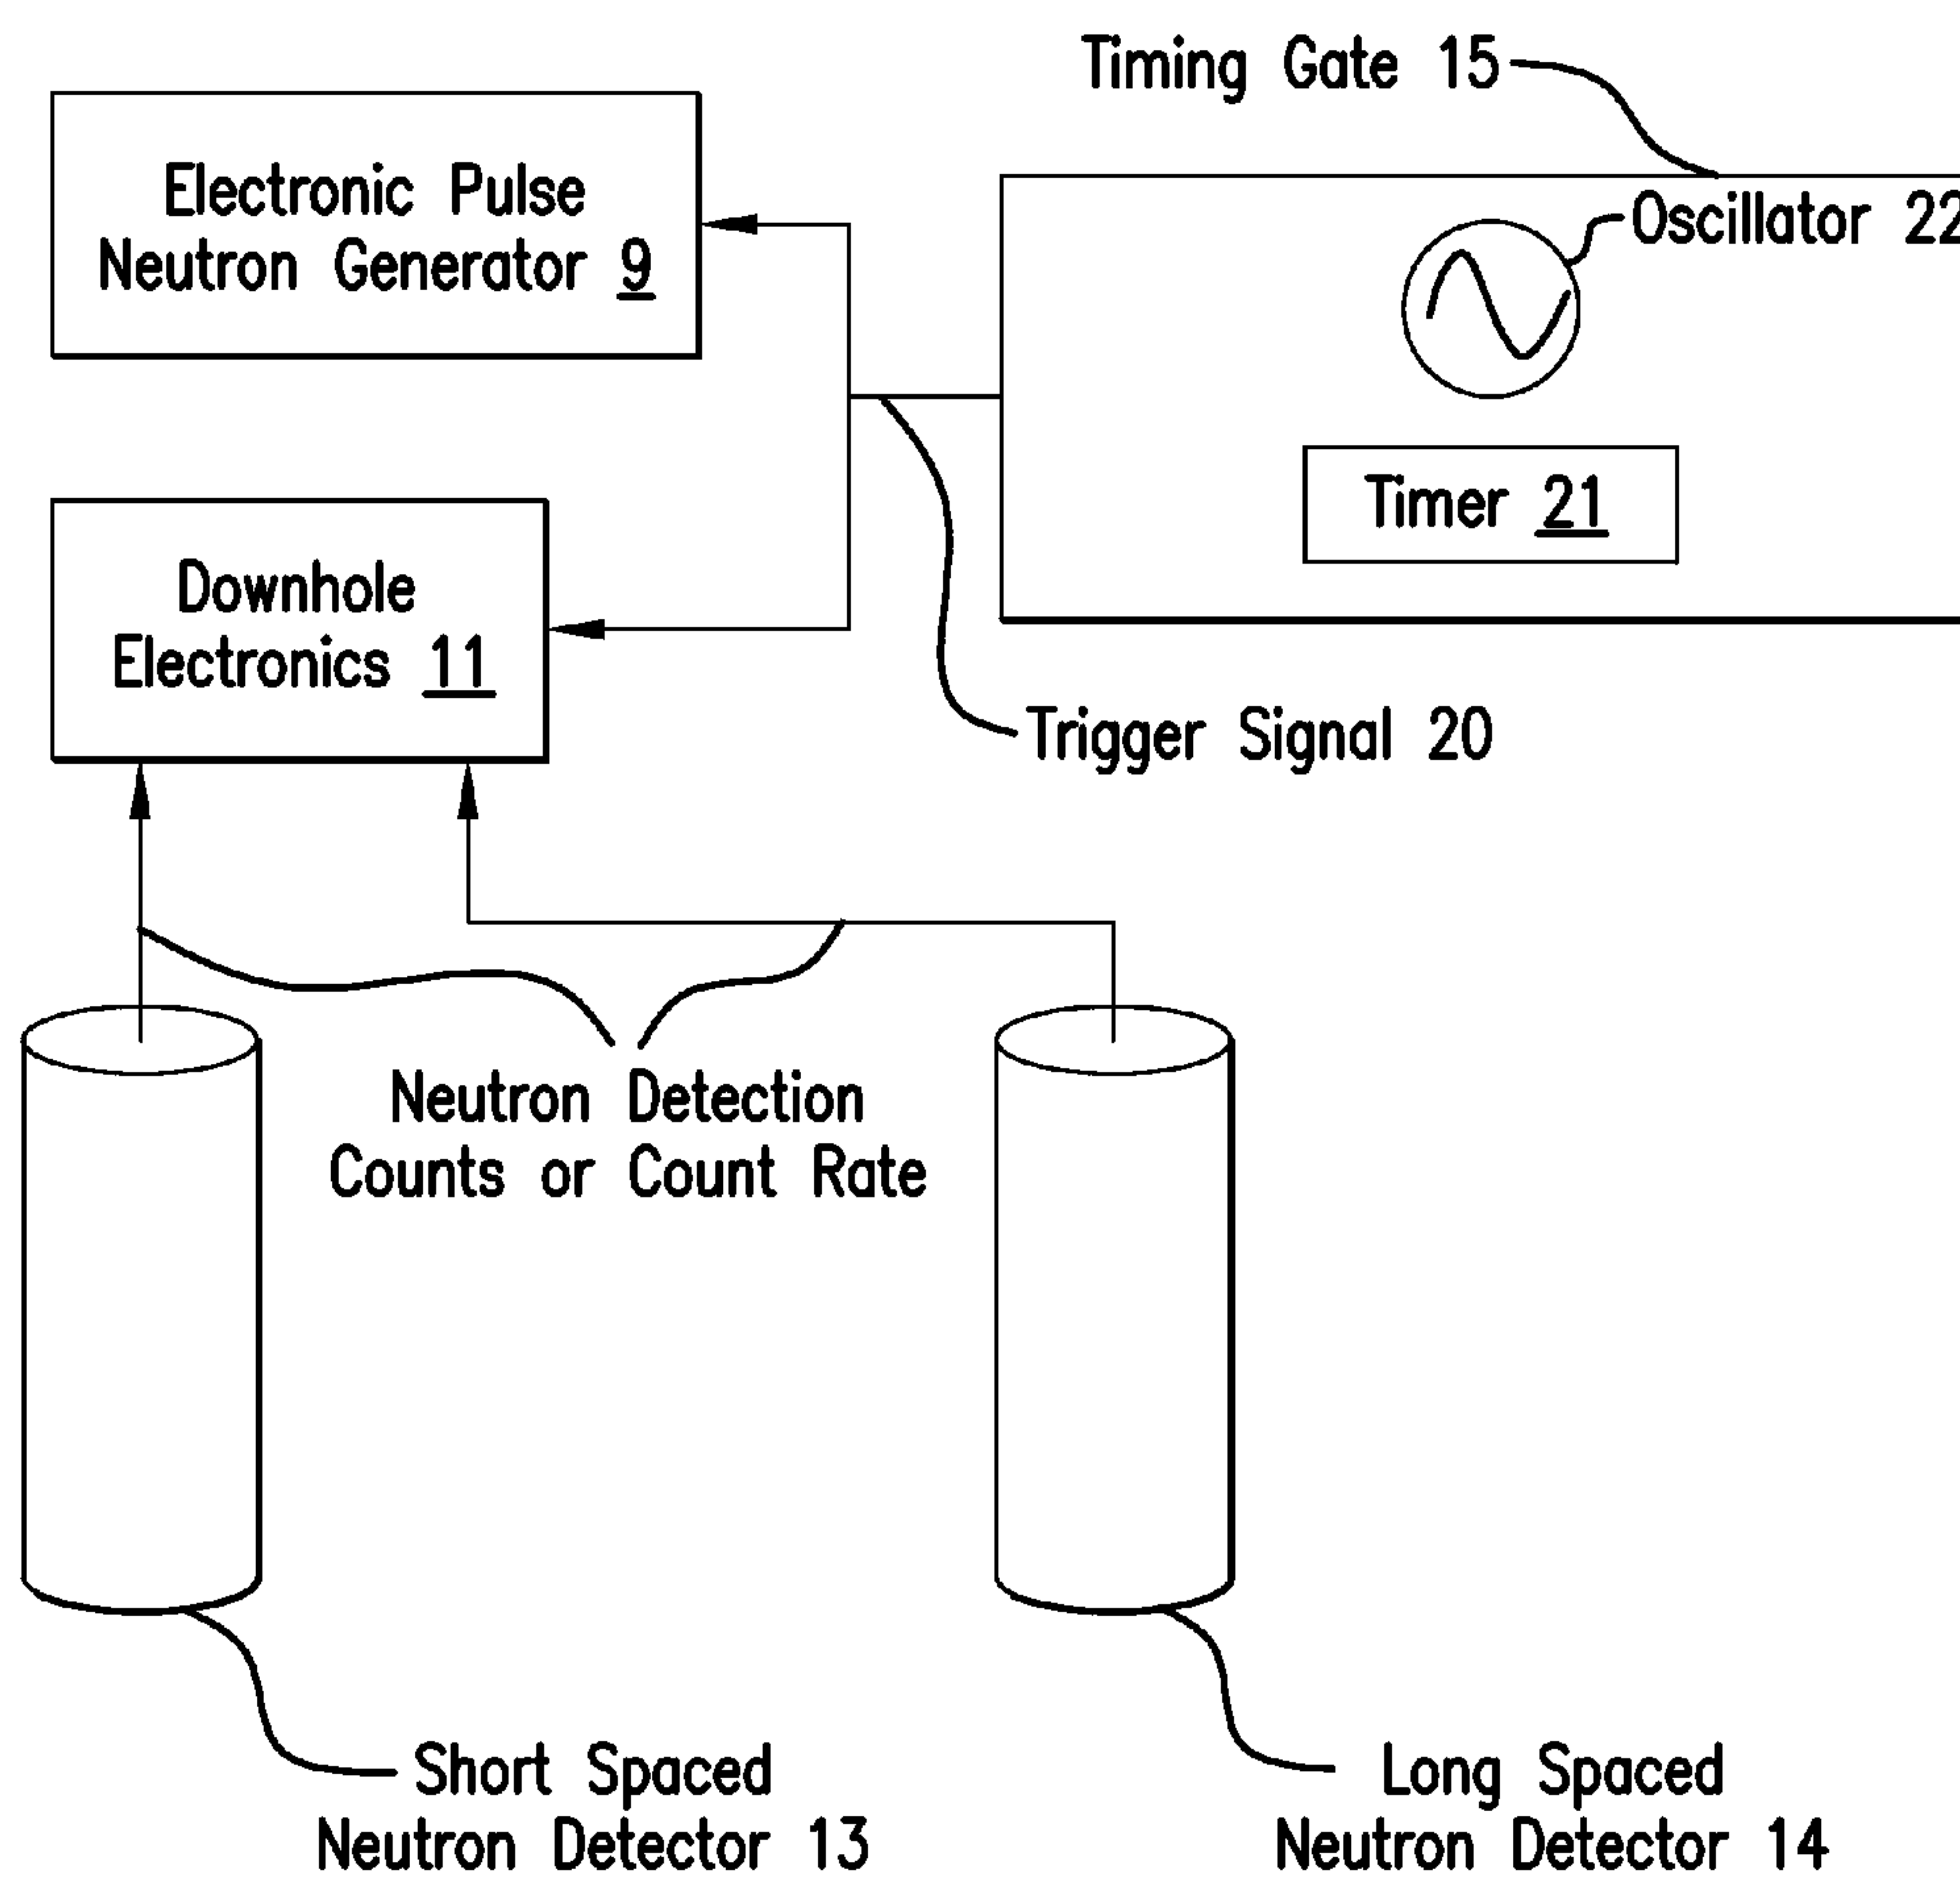 Timing Gate 15
Electronic Pulse
Neutron Generator 9
Oscillator 22
Timer 21
Downhole
Electronics 11
Trigger Signal 20
Neutron Detection
Counts or Count Rate
Short Spaced
Neutron Detector 13
Long Spaced
Neutron Detector 14